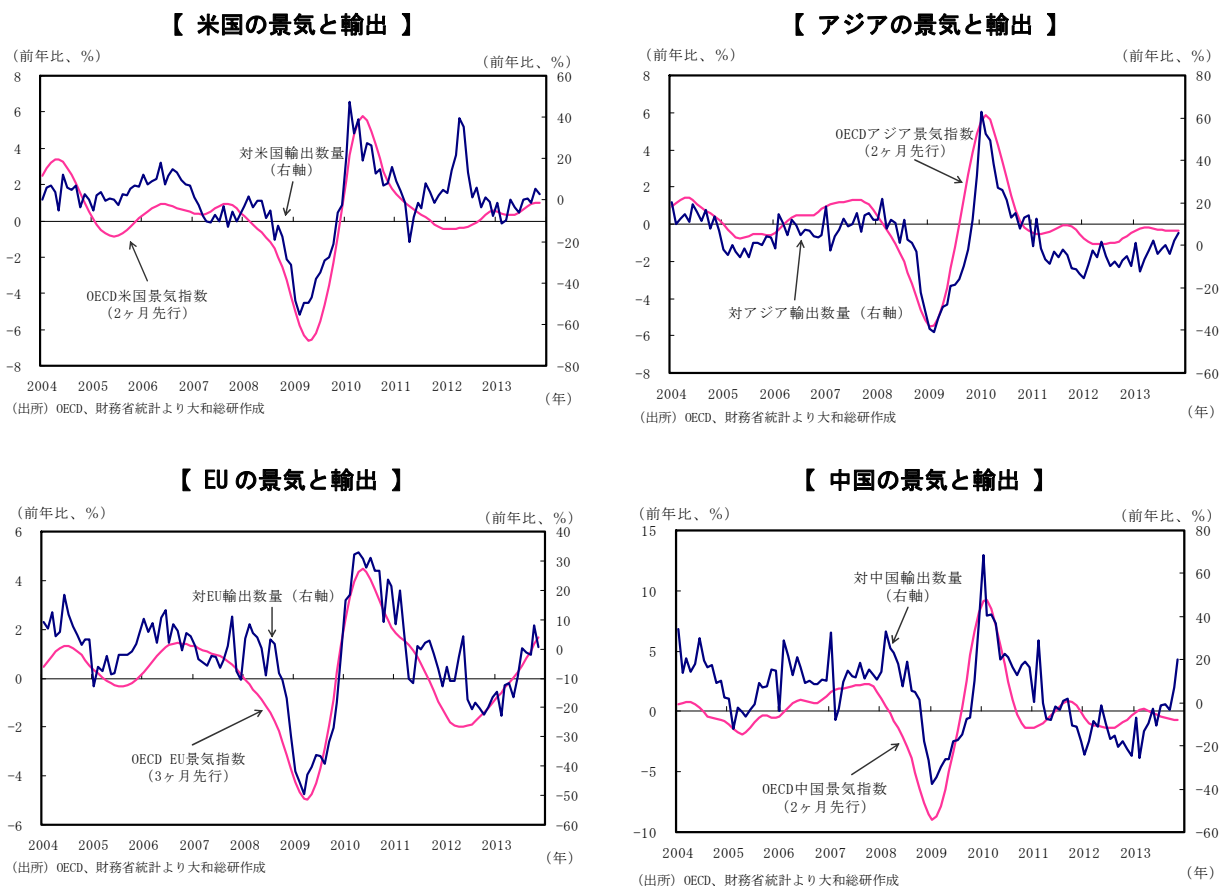 【 米国の景気と輸出 】
(前年比、%)
(前年比、%)
8
6
4
2
0
−2
−4
−6
−8
60
40
20
0
−20
−40
−60
−80
対米国輸出数量
(右軸)
OECD米国景気指数
(2ヶ月先行)
2004 2005 2006 2007 2008 2009 2010 2011 2012 2013
(年)
(出所) OECD、財務省統計より大和総研作成
【 アジアの景気と輸出 】
(前年比、%)
(前年比、%)
8
6
4
2
0
−2
−4
−6
−8
80
60
40
20
0
−20
−40
−60
OECDアジア景気指数
(2ヶ月先行)
対アジア輸出数量 (右軸)
2004 2005 2006 2007 2008 2009 2010 2011 2012 2013
(年)
(出所) OECD、財務省統計より大和総研作成
【 EUの景気と輸出 】
(前年比、%)
(前年比、%)
6
4
2
0
−2
−4
−6
40
30
20
10
0
−10
−20
−30
−40
−50
−60
対EU輸出数量 (右軸)
OECD EU景気指数
(3ヶ月先行)
2004 2005 2006 2007 2008 2009 2010 2011 2012 2013
(年)
(出所) OECD、財務省統計より大和総研作成
【 中国の景気と輸出 】
(前年比、%)
(前年比、%)
15
10
5
0
−5
−10
80
60
40
20
0
−20
−40
−60
対中国輸出数量
(右軸)
OECD中国景気指数
(2ヶ月先行)
2004 2005 2006 2007 2008 2009 2010 2011 2012 2013
(年)
(出所) OECD、財務省統計より大和総研作成